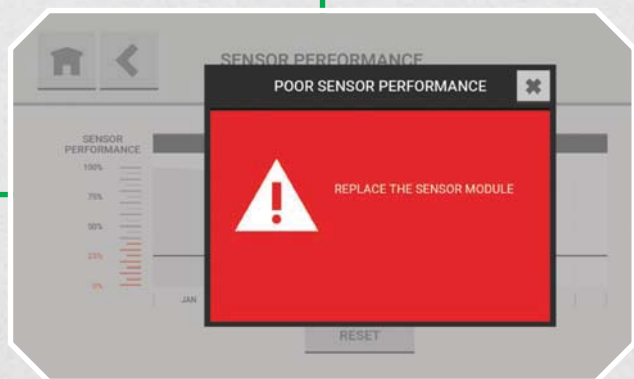 SENSOR PERFORMANCE
POOR SENSOR PERFORMANCE
SENSOR
PERFORMANCE
100%
75%
50%
25%
0%
REPLACE THE SENSOR MODULE
JAN
RESET